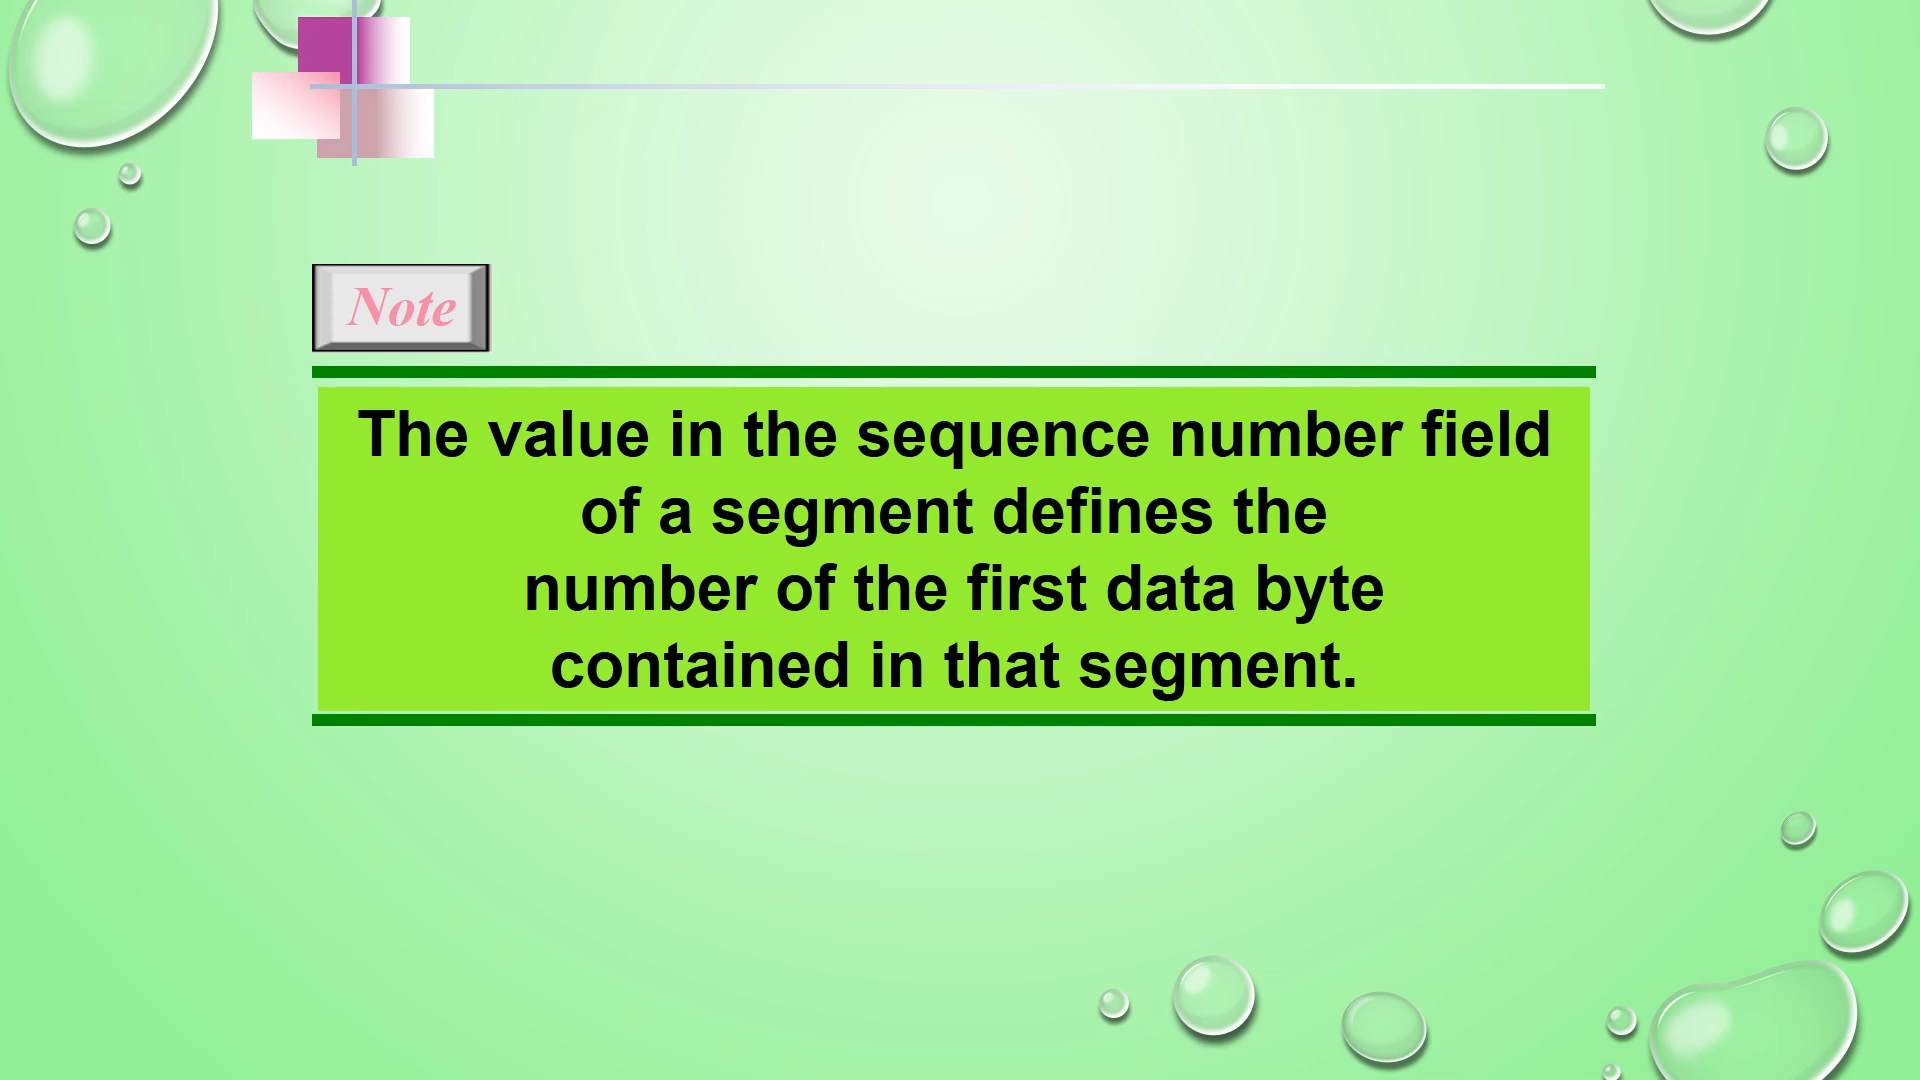 Note
The value in the sequence number field
of a segment defines the
number of the first data byte
contained in that segment.